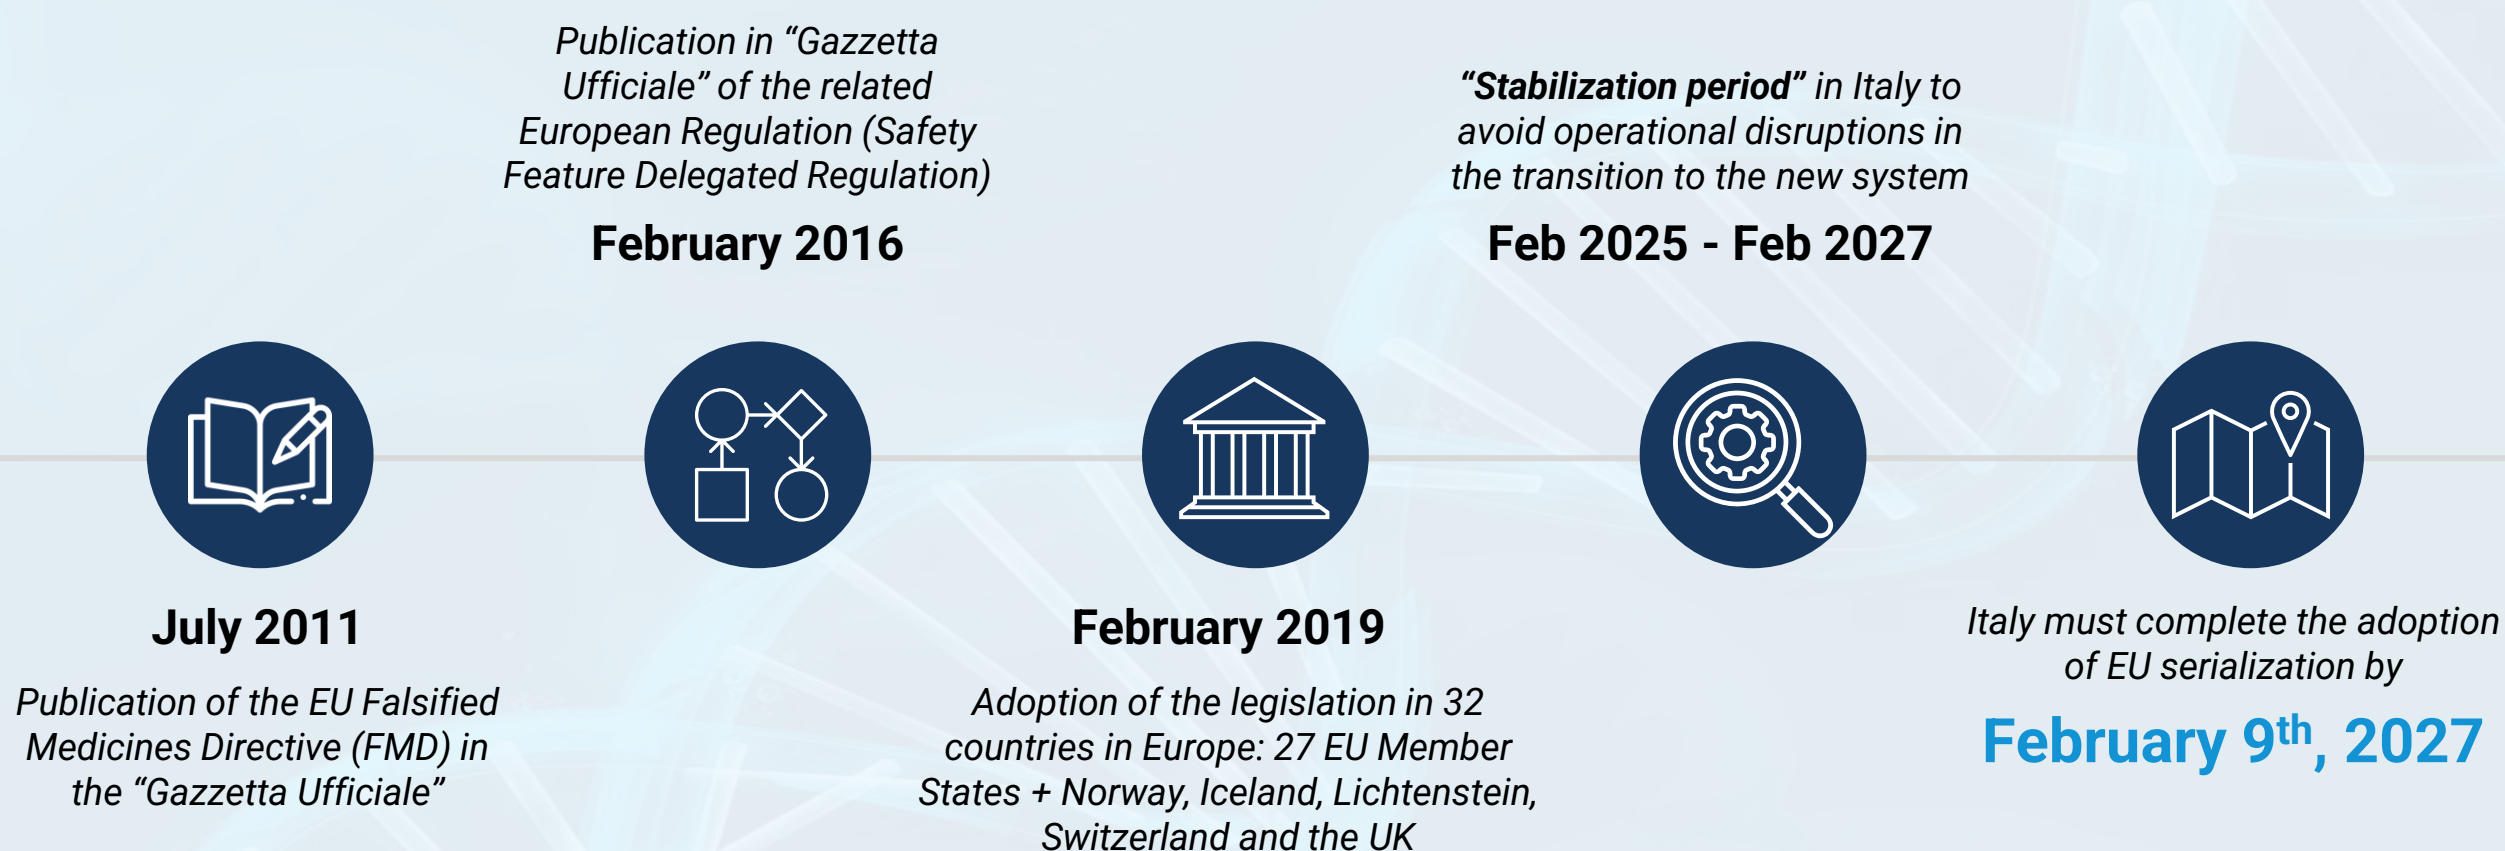 Publication in “Gazzetta
Ufficiale” of the related
European Regulation (Safety
Feature Delegated Regulation)
February 2016
“Stabilization period” in Italy to
avoid operational disruptions in
the transition to the new system
Feb 2025 - Feb 2027
July 2011
Publication of the EU Falsified
Medicines Directive (FMD) in
the “Gazzetta Ufficiale”
February 2019
Adoption of the legislation in 32
countries in Europe: 27 EU Member
States + Norway, Iceland, Lichtenstein,
Switzerland and the UK
Italy must complete the adoption
of EU serialization by
February 9th, 2027